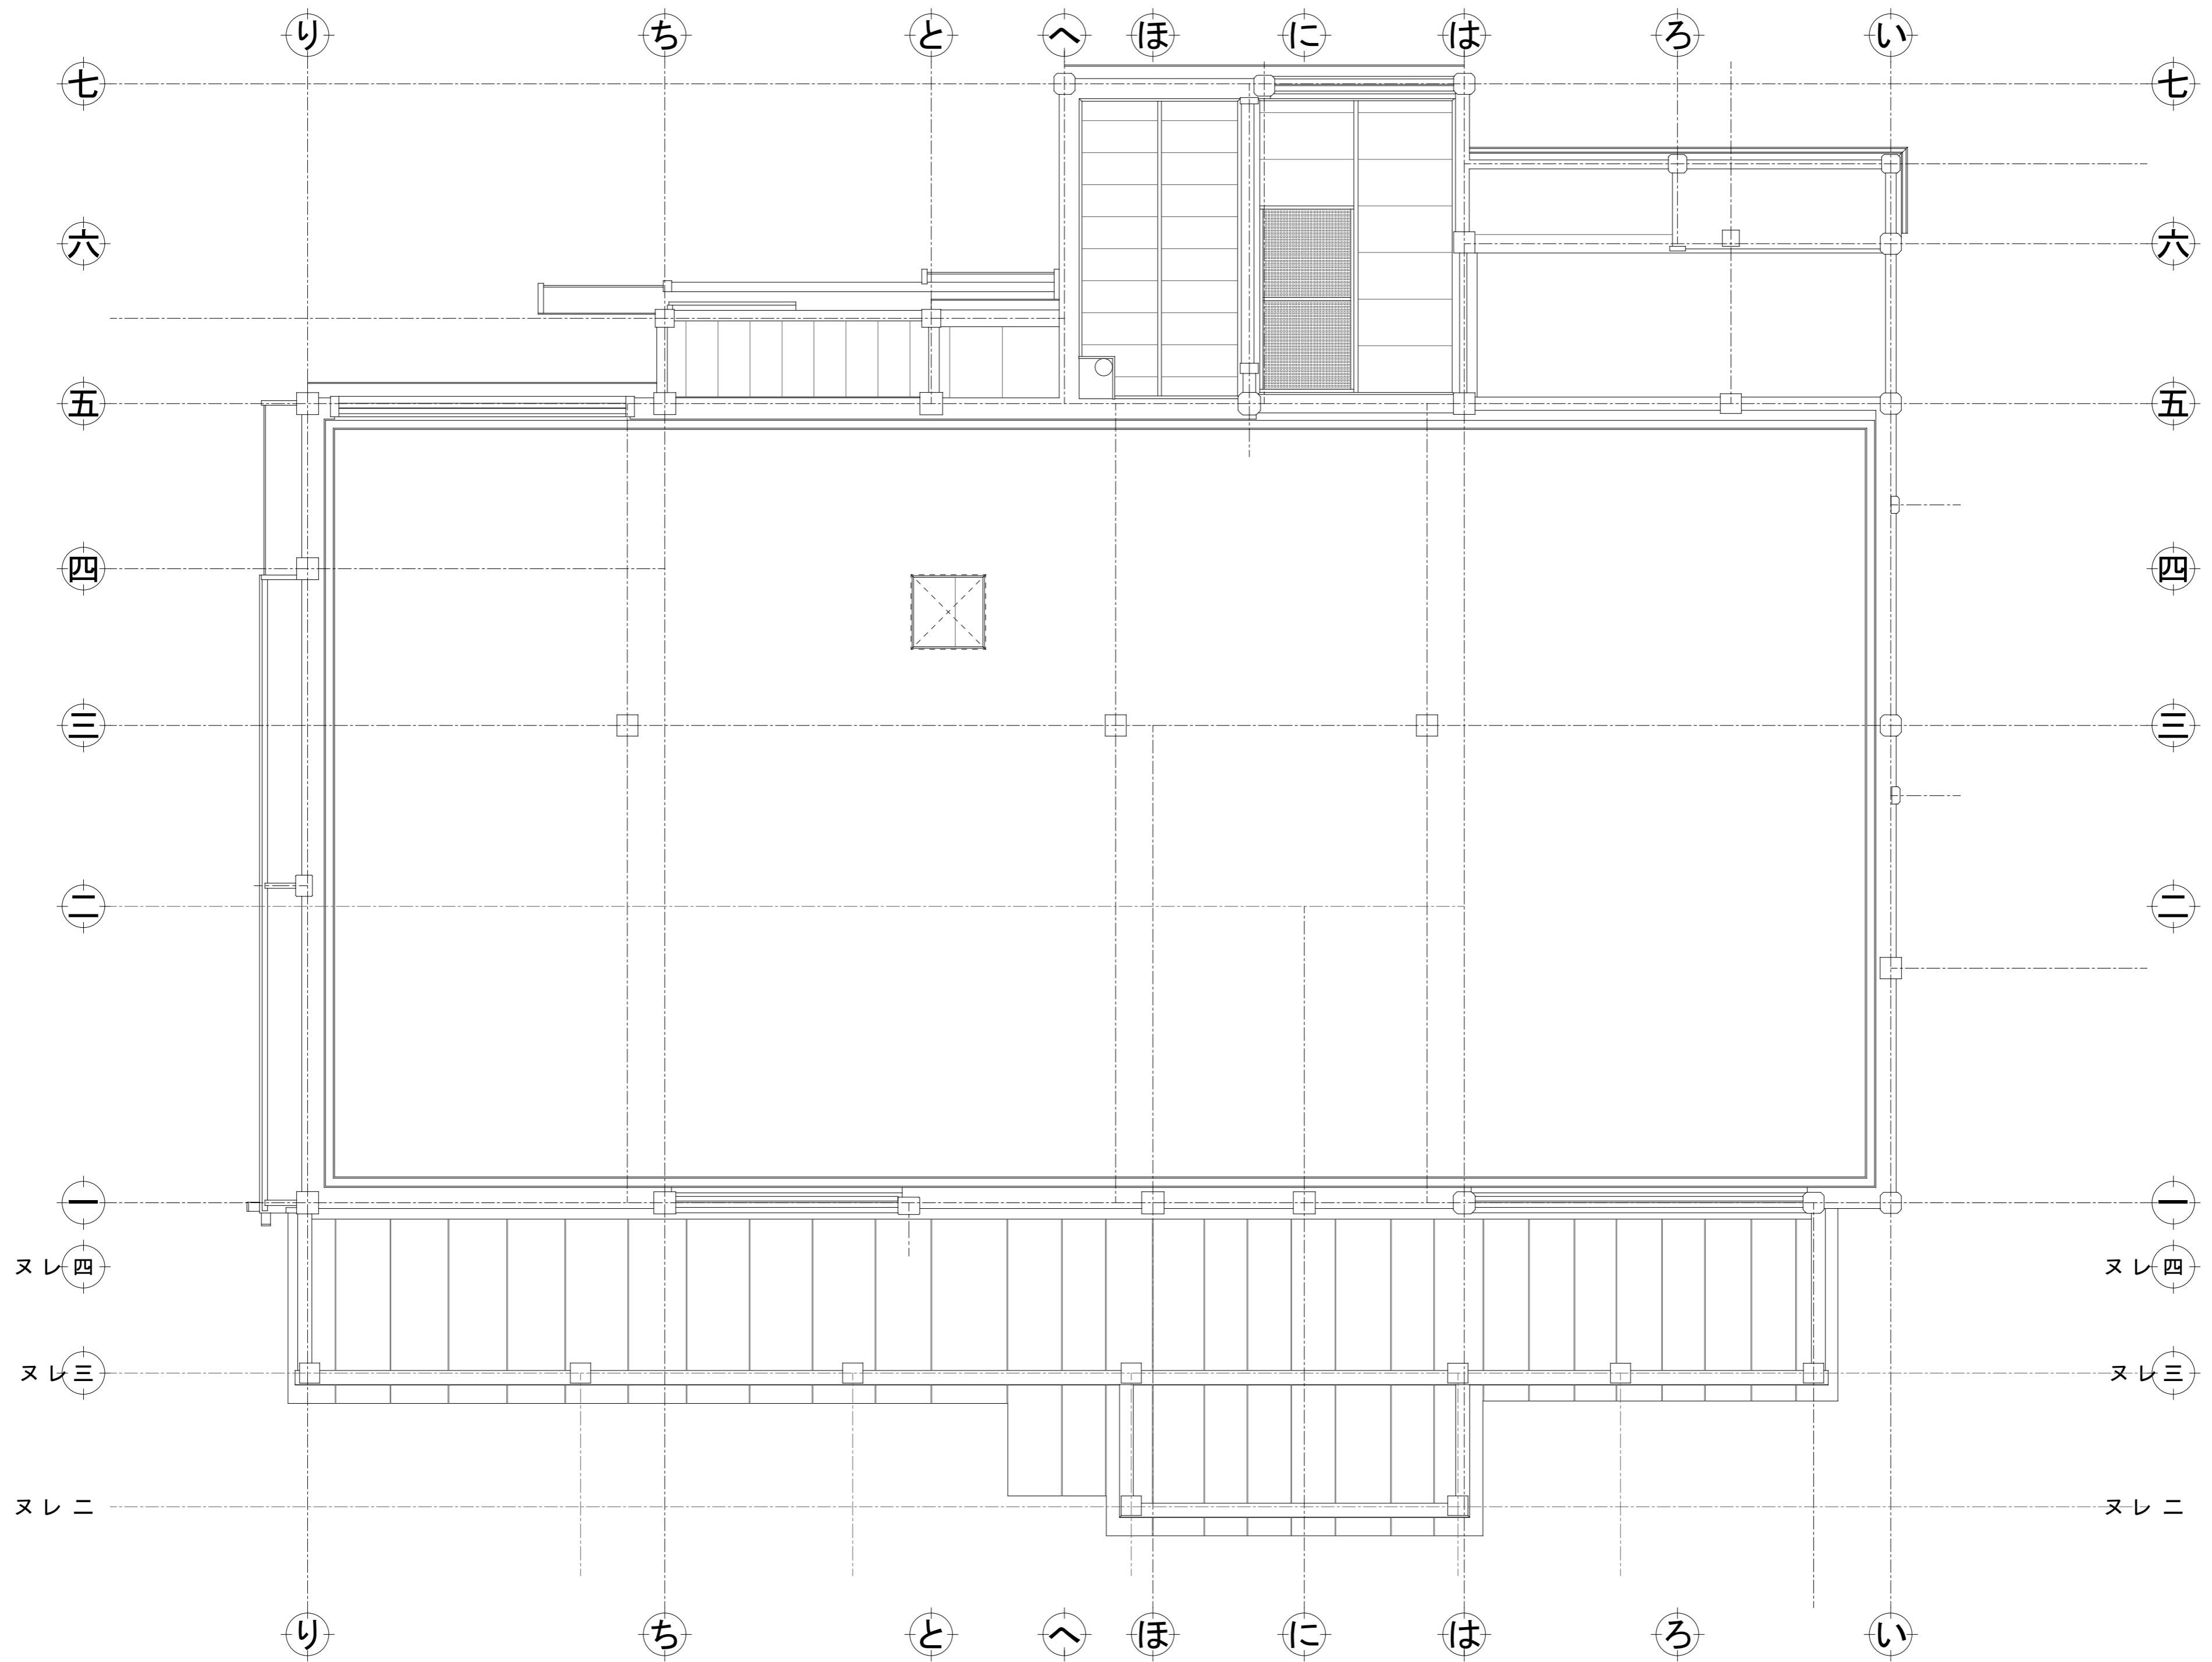 り ち と へ ほ に は ろ い
七 七
六 六
五 五
四 四
三 三
二 二
一 一
ヌレ四 ヌレ四
ヌレ三 ヌレ三
ヌレ二 ヌレ二
り ち と へ ほ に は ろ い